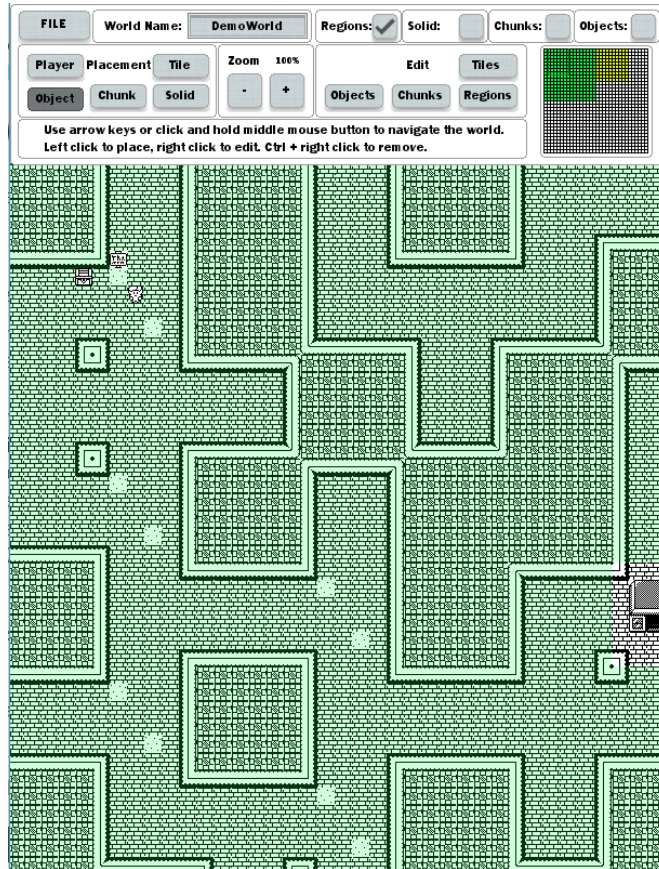 FILE World Name: DemoWorld Regions: Solid: Chunks: Objects:
Player Placement Tile Zoom 100% Edit Tiles
Object Chunk Solid - + Objects Chunks Regions
Use arrow keys or click and hold middle mouse button to navigate the world.
Left click to place, right click to edit. Ctrl + right click to remove.